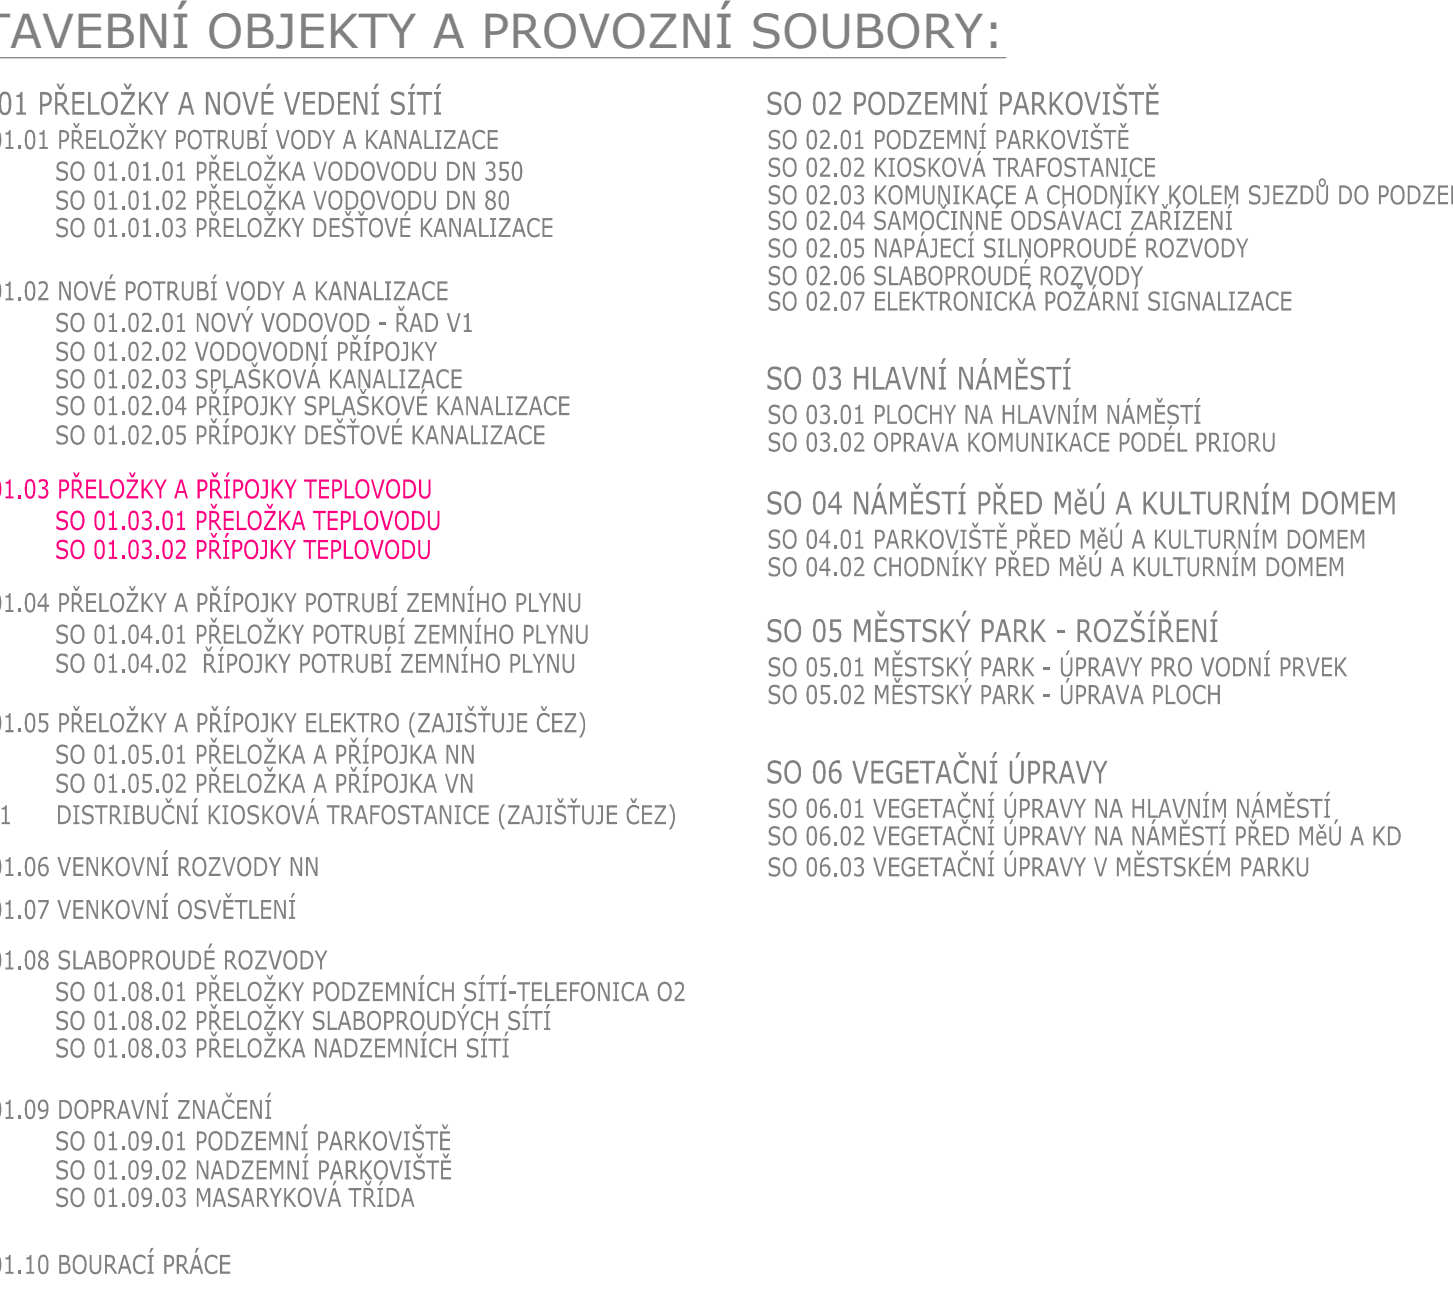 TAVEBNÍ OBJEKTY A PROVOZNÍ SOUBORY:
01 PŘELOŽKY A NOVÉ VEDENÍ SÍTÍ
01.01 PŘELOŽKY POTRUBÍ VODY A KANALIZACE
SO 01.01.01 PŘELOŽKA VODOVODU DN 350
SO 01.01.02 PŘELOŽKA VODOVODU DN 80
SO 01.01.03 PŘELOŽKY DEŠŤOVÉ KANALIZACE
01.02 NOVÉ POTRUBÍ VODY A KANALIZACE
SO 01.02.01 NOVÝ VODOVOD - ŘAD V1
SO 01.02.02 VODOVODNÍ PŘÍPOJKY
SO 01.02.03 SPLAŠKOVÁ KANALIZACE
SO 01.02.04 PŘÍPOJKY SPLAŠKOVÉ KANALIZACE
SO 01.02.05 PŘÍPOJKY DEŠŤOVÉ KANALIZACE
01.03 PŘELOŽKY A PŘÍPOJKY TEPLOVODU
SO 01.03.01 PŘELOŽKA TEPLOVODU
SO 01.03.02 PŘÍPOJKY TEPLOVODU
01.04 PŘELOŽKY A PŘÍPOJKY POTRUBÍ ZEMNÍHO PLYNU
SO 01.04.01 PŘELOŽKY POTRUBÍ ZEMNÍHO PLYNU
SO 01.04.02 ŘÍPOJKY POTRUBÍ ZEMNÍHO PLYNU
01.05 PŘELOŽKY A PŘÍPOJKY ELEKTRO (ZAJIŠŤUJE ČEZ)
SO 01.05.01 PŘELOŽKA A PŘÍPOJKA NN
SO 01.05.02 PŘELOŽKA A PŘÍPOJKA VN
1 DISTRIBUČNÍ KIOSKOVÁ TRAFOSTANICE (ZAJIŠŤUJE ČEZ)
01.06 VENKOVNÍ ROZVODY NN
01.07 VENKOVNÍ OSVĚTLENÍ
01.08 SLABOPROUDÉ ROZVODY
SO 01.08.01 PŘELOŽKY PODZEMNÍCH SÍTÍ-TELEFONICA O2
SO 01.08.02 PŘELOŽKY SLABOPROUDÝCH SÍTÍ
SO 01.08.03 PŘELOŽKA NADZEMNÍCH SÍTÍ
01.09 DOPRAVNÍ ZNAČENÍ
SO 01.09.01 PODZEMNÍ PARKOVIŠTĚ
SO 01.09.02 NADZEMNÍ PARKOVIŠTĚ
SO 01.09.03 MASARYKOVÁ TŘÍDA
01.10 BOURACÍ PRÁCE
SO 02 PODZEMNÍ PARKOVIŠTĚ
SO 02.01 PODZEMNÍ PARKOVIŠTĚ
SO 02.02 KIOSKOVÁ TRAFOSTANICE
SO 02.03 KOMUNIKACE A CHODNÍKY KOLEM SJEZDŮ DO PODZE
SO 02.04 SAMOČINNÉ ODSÁVACÍ ZAŘÍZENÍ
SO 02.05 NAPÁJECÍ SILNOPROUDÉ ROZVODY
SO 02.06 SLABOPROUDÉ ROZVODY
SO 02.07 ELEKTRONICKÁ POŽÁRNÍ SIGNALIZACE
SO 03 HLAVNÍ NÁMĚSTÍ
SO 03.01 PLOCHY NA HLAVNÍM NÁMĚSTÍ
SO 03.02 OPRAVA KOMUNIKACE PODÉL PRIORU
SO 04 NÁMĚSTÍ PŘED MěÚ A KULTURNÍM DOMEM
SO 04.01 PARKOVIŠTĚ PŘED MěÚ A KULTURNÍM DOMEM
SO 04.02 CHODNÍKY PŘED MěÚ A KULTURNÍM DOMEM
SO 05 MĚSTSKÝ PARK - ROZŠÍŘENÍ
SO 05.01 MĚSTSKÝ PARK - ÚPRAVY PRO VODNÍ PRVEK
SO 05.02 MĚSTSKÝ PARK - ÚPRAVA PLOCH
SO 06 VEGETAČNÍ ÚPRAVY
SO 06.01 VEGETAČNÍ ÚPRAVY NA HLAVNÍM NÁMĚSTÍ
SO 06.02 VEGETAČNÍ ÚPRAVY NA NÁMĚSTÍ PŘED MěÚ A KD
SO 06.03 VEGETAČNÍ ÚPRAVY V MĚSTSKÉM PARKU